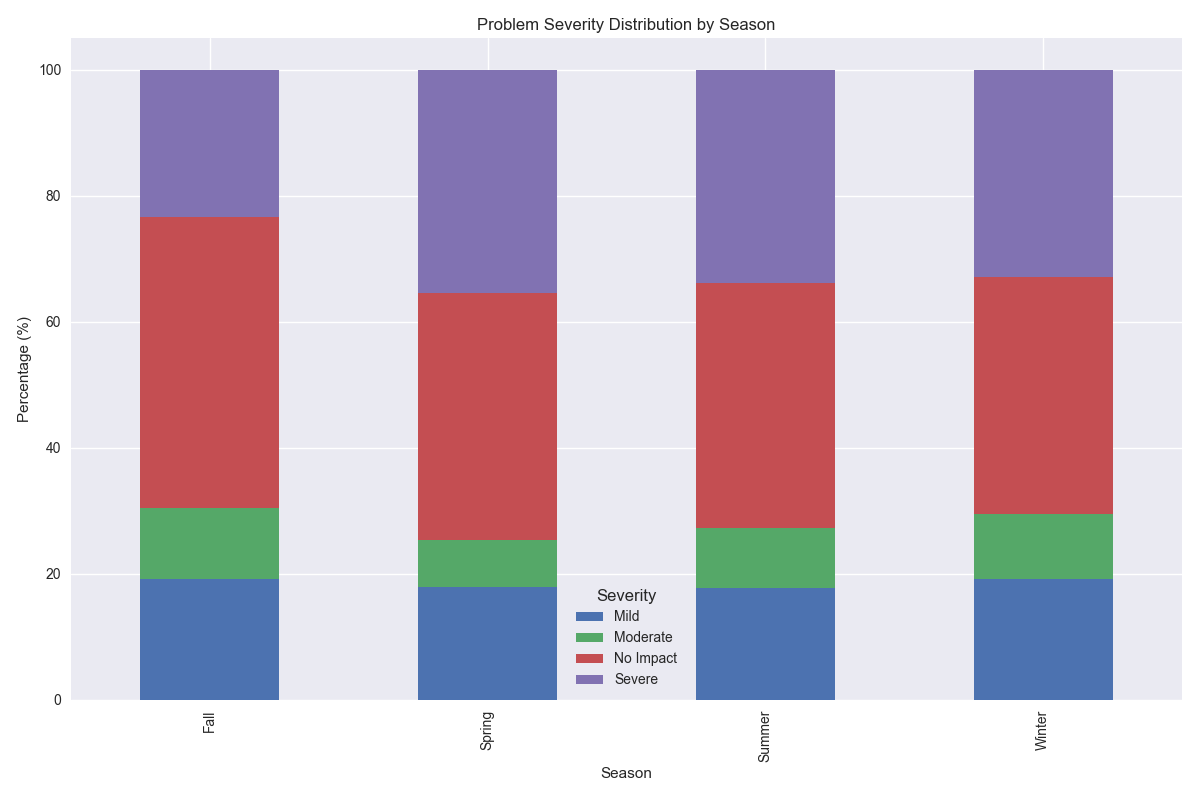 Problem Severity Distribution by Season
Percentage (%)
100
80
60
40
20
0
Severity
Mild
Moderate
No Impact
Severe
Fall
Spring
Summer
Winter
Season